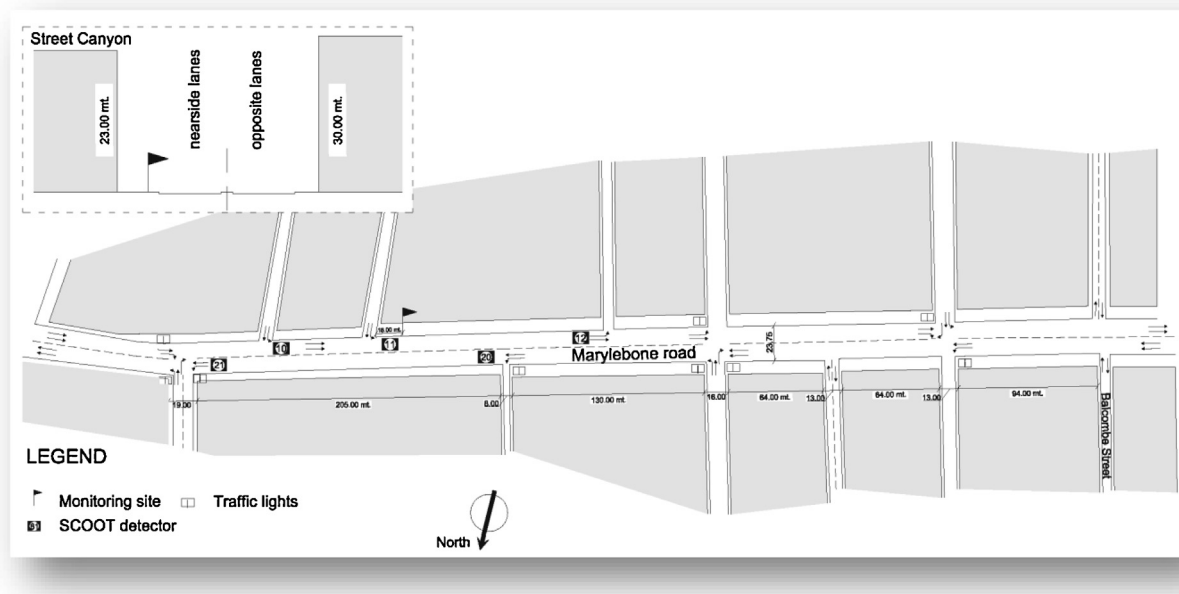 Street Canyon
23.00 mt.
nearside lanes
opposite lanes
30.00 mt.
18.00 mt.
10
11
12
21
20
Marylebone road
23,75
19.00
205.00 mt.
6.00
130.00 mt.
16.00
64.00 mt.
13.00
64.00 mt.
13.00
94.00 mt.
Balcombe Street
LEGEND
Monitoring site
Traffic lights
SCOOT detector
North